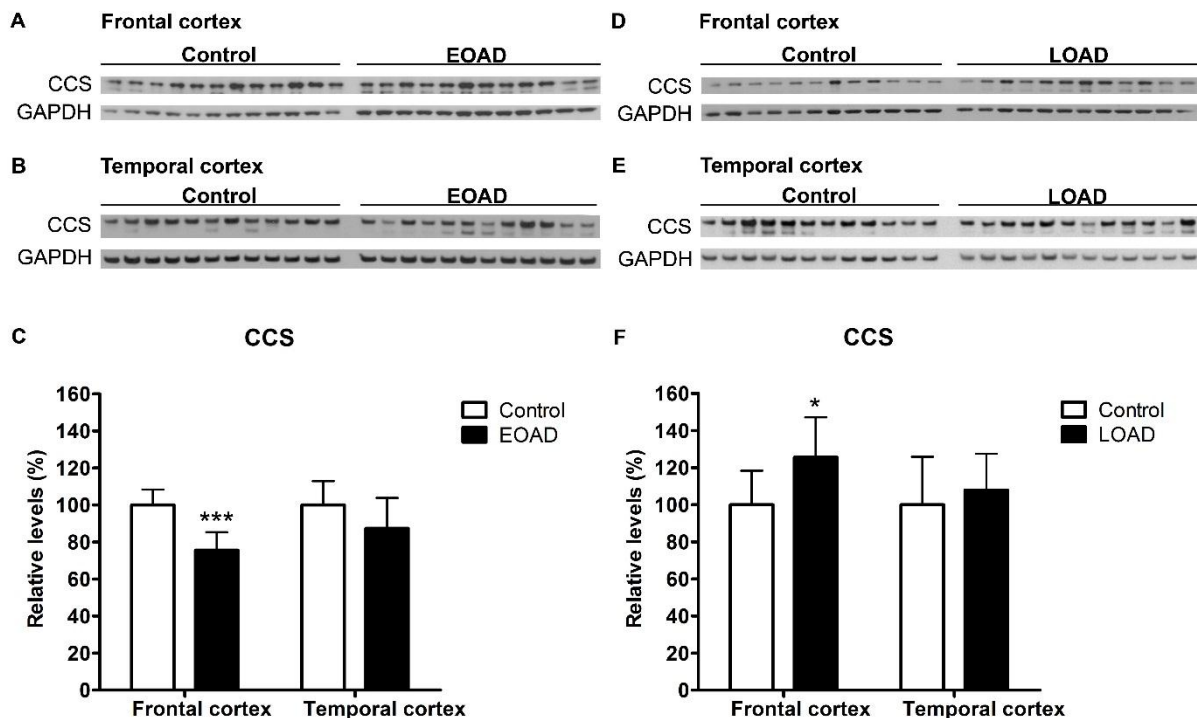 A Frontal cortex
Control EOAD
CCS
GAPDH
B Temporal cortex
Control EOAD
CCS
GAPDH
C CCS
160
140
120
100
80
60
40
20
0
Relative levels (%)
***
Control
EOAD
Frontal cortex Temporal cortex
D Frontal cortex
Control LOAD
CCS
GAPDH
E Temporal cortex
Control LOAD
CCS
GAPDH
F CCS
160
140
120
100
80
60
40
20
0
Relative levels (%)
*
Control
LOAD
Frontal cortex Temporal cortex